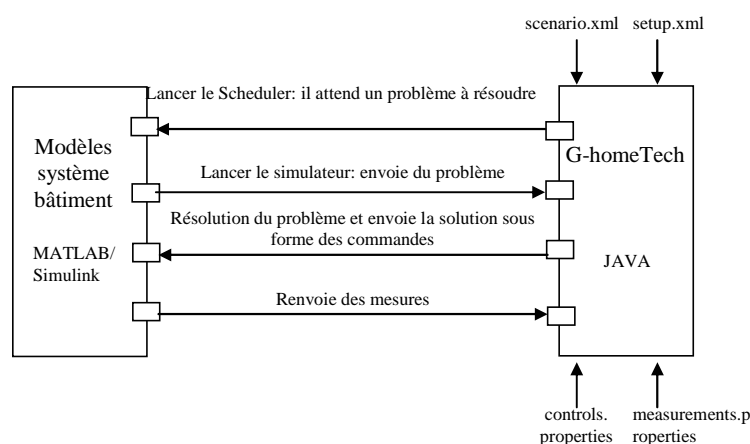 scenario.xml setup.xml
Lancer le Scheduler: il attend un problème à résoudre
Modèles
système
bâtiment
G-homeTech
Lancer le simulateur: envoie du problème
Résolution du problème et envoie la solution sous
forme des commandes
MATLAB/
Simulink
JAVA
Renvoie des mesures
controls.
properties
measurements.p
roperties